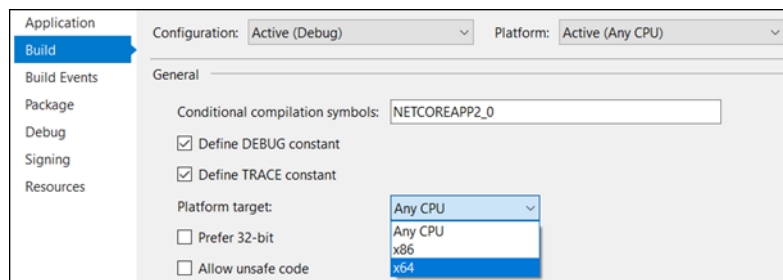 Application
Build
Build Events
Package
Debug
Signing
Resources
Configuration: Active (Debug) Platform: Active (Any CPU)
General
Conditional compilation symbols: NETCOREAPP2_0
Define DEBUG constant
Define TRACE constant
Platform target: Any CPU
Any CPU
x86
x64
Prefer 32-bit
Allow unsafe code